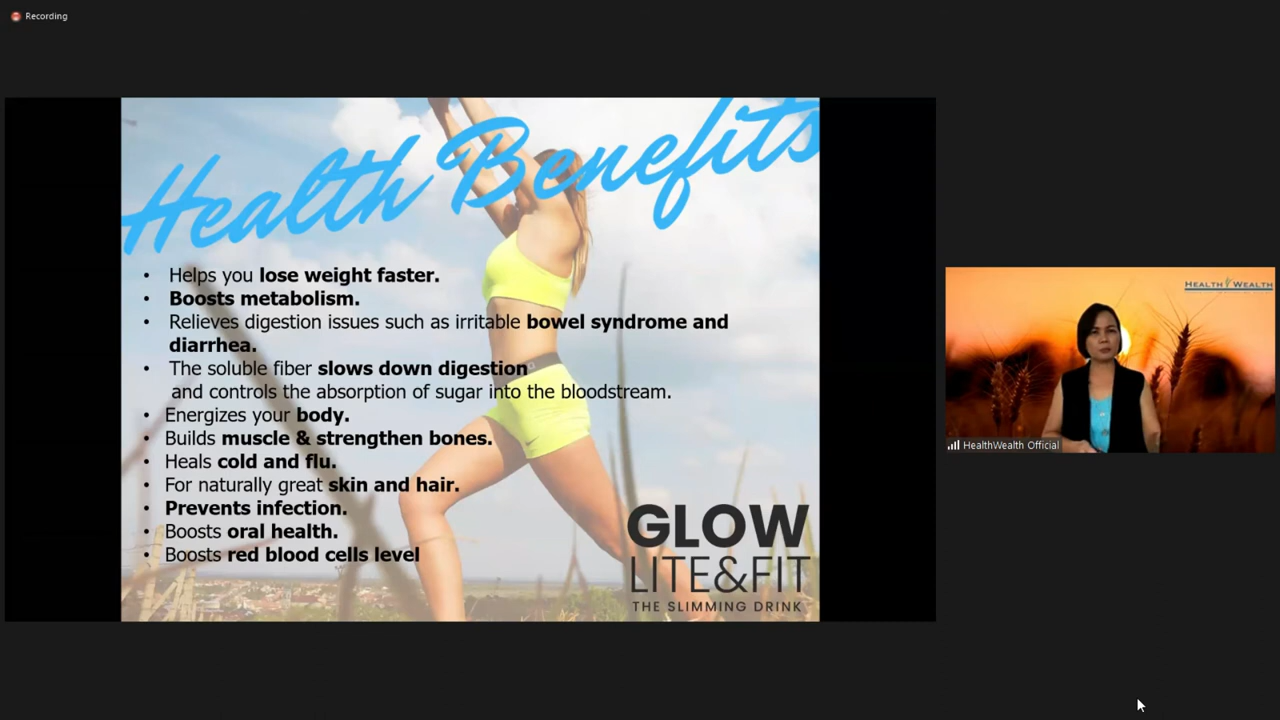 Recording
Health Benefits
• Helps you lose weight faster.
• Boosts metabolism.
• Relieves digestion issues such as irritable bowel syndrome and
diarrhea.
• The soluble fiber slows down digestion
and controls the absorption of sugar into the bloodstream.
• Energizes your body.
• Builds muscle & strengthen bones.
• Heals cold and flu.
• For naturally great skin and hair.
• Prevents infection.
• Boosts oral health.
• Boosts red blood cells level
GLOW
LITE&FIT
THE SLIMMING DRINK
HEALTH WEALTH
HealthWealth Official